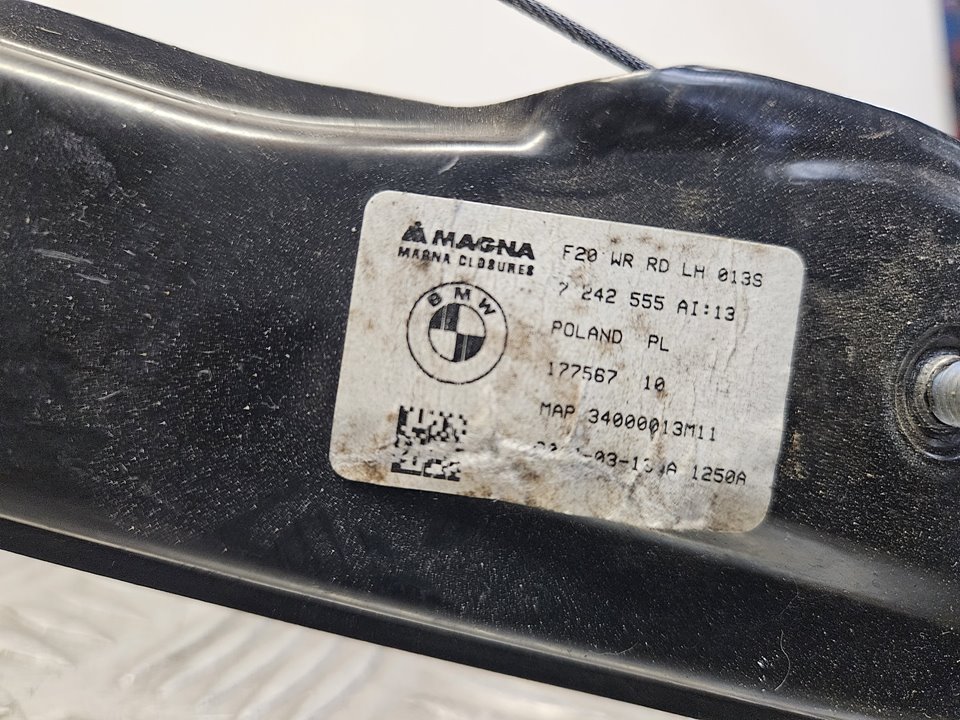 MAGNA
MAGNA CLOSURES
BMW
F20 WR RD LH 013S
7 242 555 AI:13
POLAND PL
177567 10
MAP 34000013M11
1250A